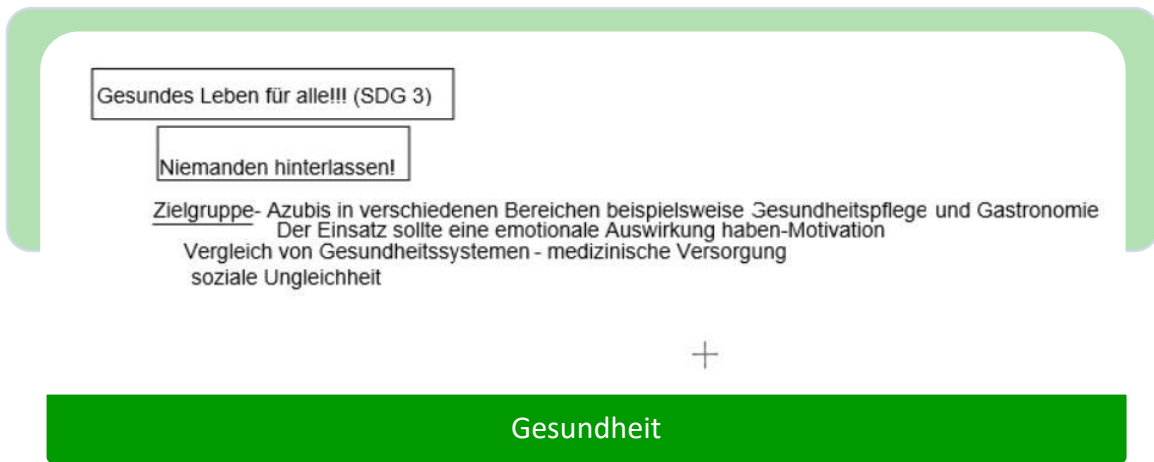 Gesundes Leben für alle!!! (SDG 3)
Niemanden hinterlassen!
Zielgruppe- Azubis in verschiedenen Bereichen beispielsweise Gesundheitspflege und Gastronomie
Der Einsatz sollte eine emotionale Auswirkung haben-Motivation
Vergleich von Gesundheitssystemen - medizinische Versorgung
soziale Ungleichheit
Gesundheit